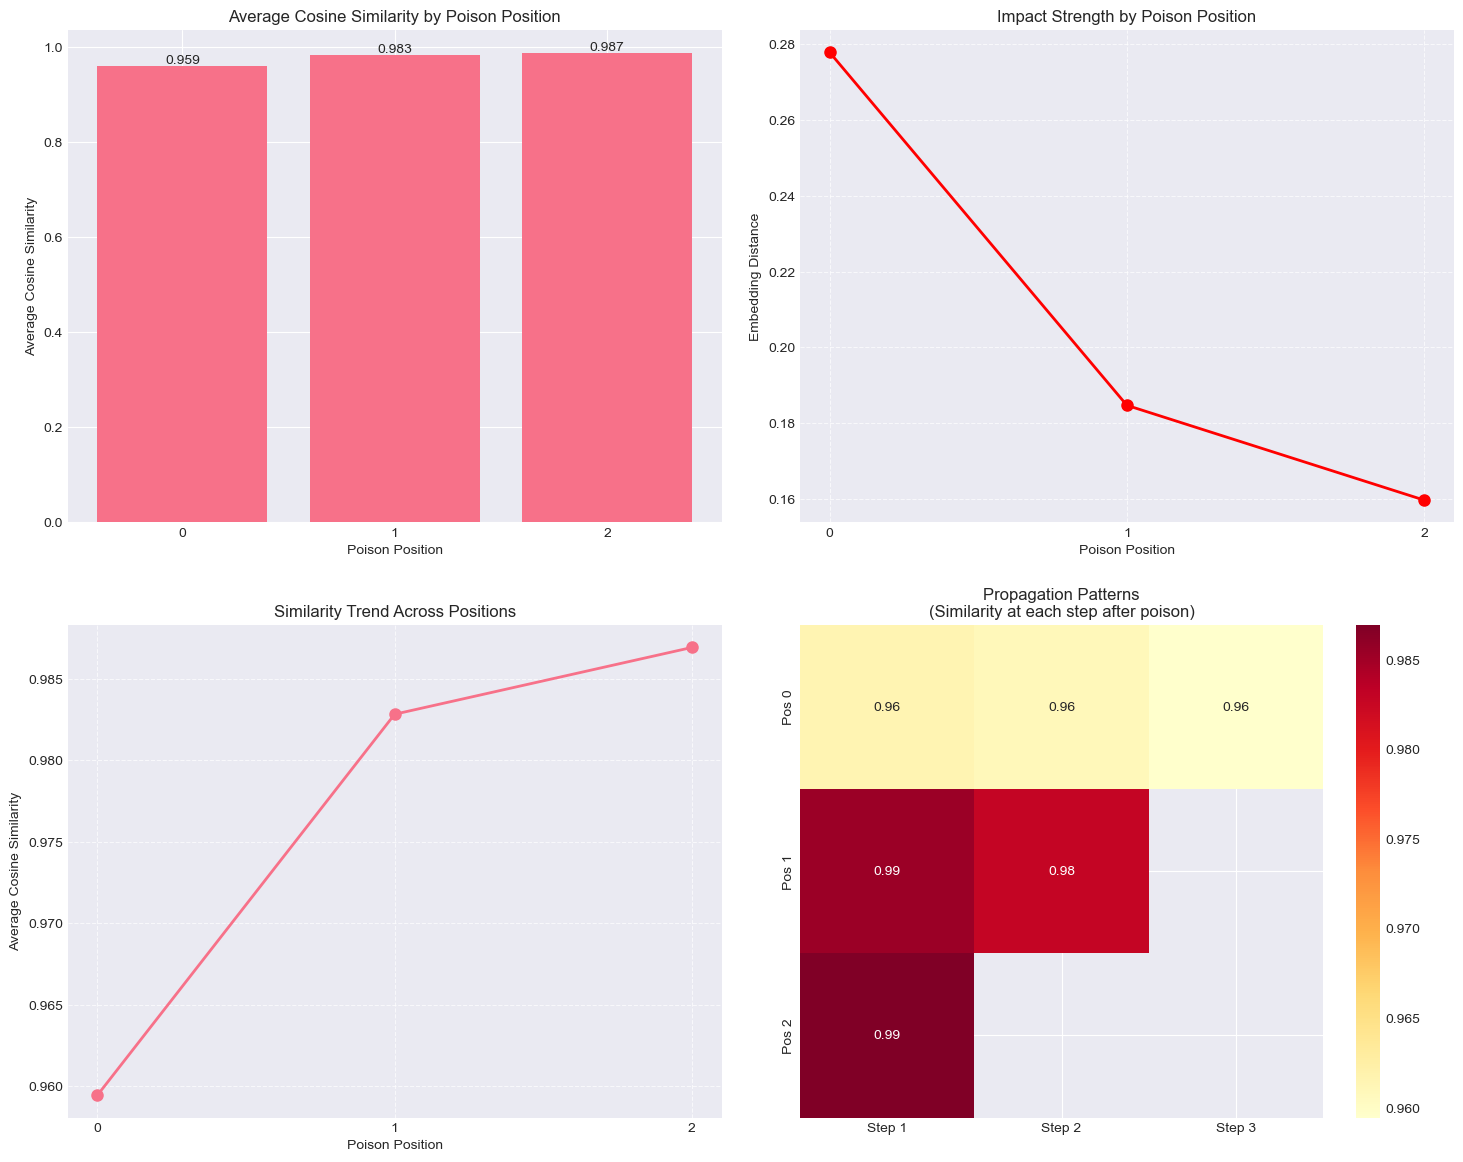 Average Cosine Similarity by Poison Position
1.0
0.8
0.6
0.4
0.2
0.0
Average Cosine Similarity
0.959
0.983
0.987
0 1 2
Poison Position
Impact Strength by Poison Position
0.28
0.26
0.24
0.22
0.20
0.18
0.16
Embedding Distance
0 1 2
Poison Position
Similarity Trend Across Positions
0.985
0.980
0.975
0.970
0.965
0.960
Average Cosine Similarity
0 1 2
Poison Position
Propagation Patterns
(Similarity at each step after poison)
Pos 0
0.96 0.96 0.96
Pos 1
0.99 0.98
Pos 2
0.99
Step 1 Step 2 Step 3
0.985
0.980
0.975
0.970
0.965
0.960